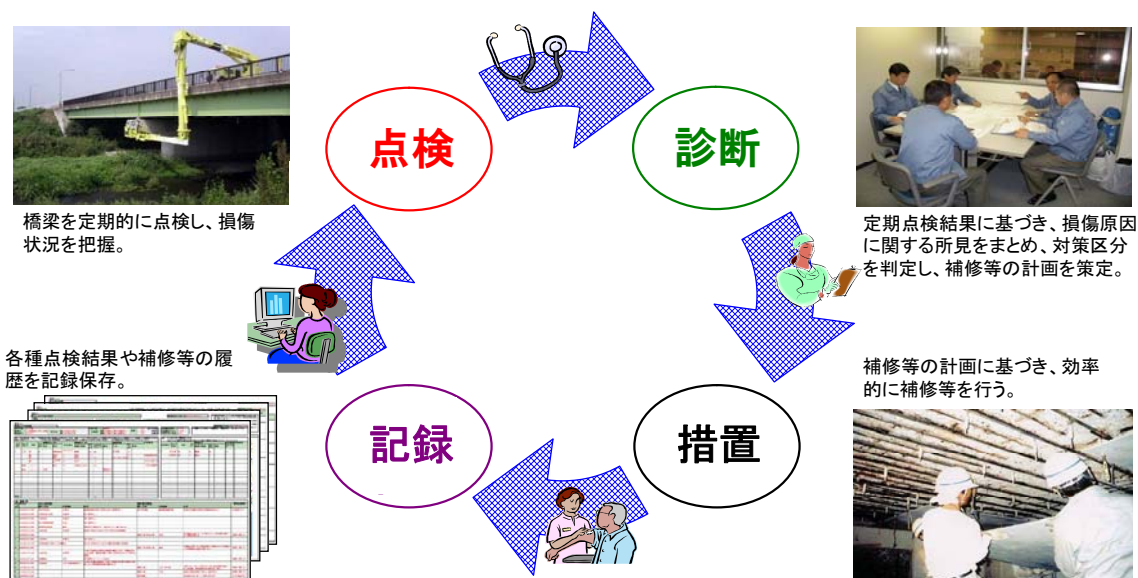 点検
診断
橋梁を定期的に点検し、損傷
状況を把握。
定期点検結果に基づき、損傷原因
に関する所見をまとめ、対策区分
を判定し、補修等の計画を策定。
各種点検結果や補修等の履
歴を記録保存。
補修等の計画に基づき、効率
的に補修等を行う。
記録
措置